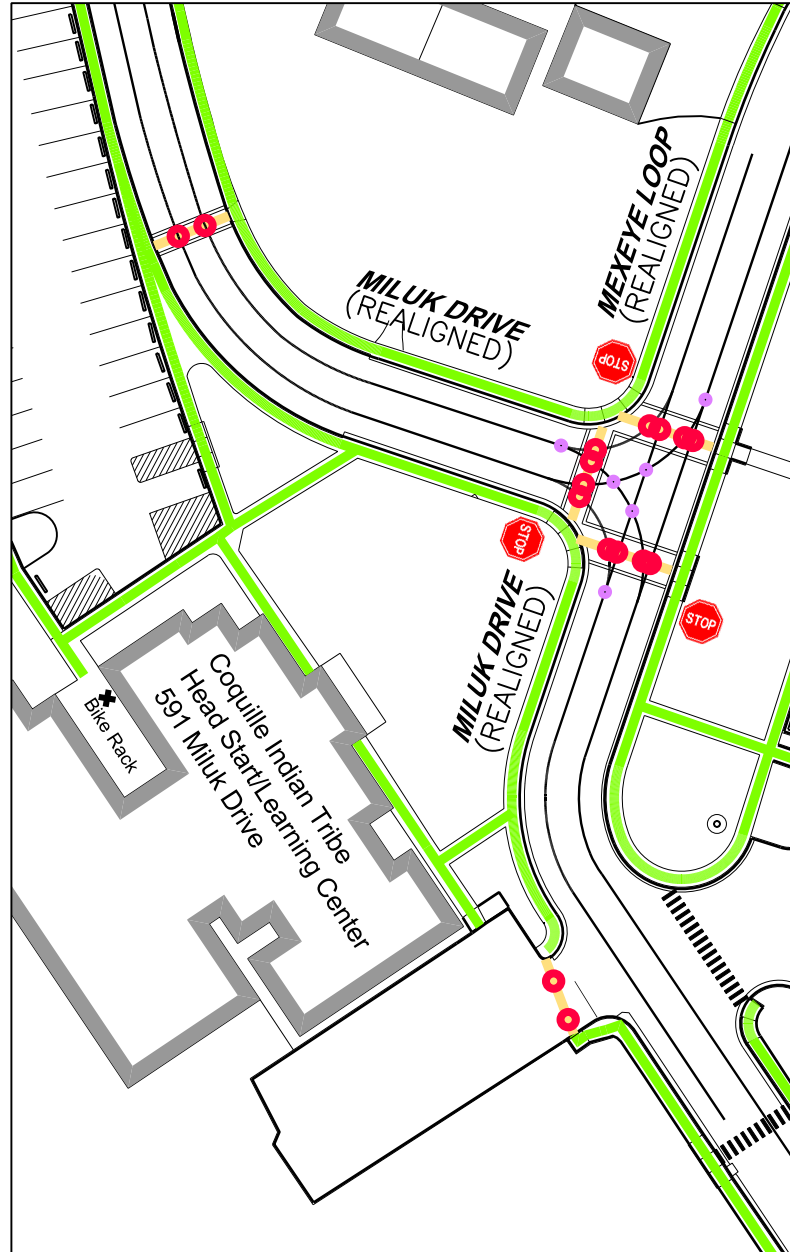 MEXEYE LOOP
(REALIGNED)
MILUK DRIVE
(REALIGNED)
STOP
STOP
MILUK DRIVE
(REALIGNED)
STOP
Coquille Indian Tribe
Head Start/Learning Center
591 Miluk Drive
Bike Rack